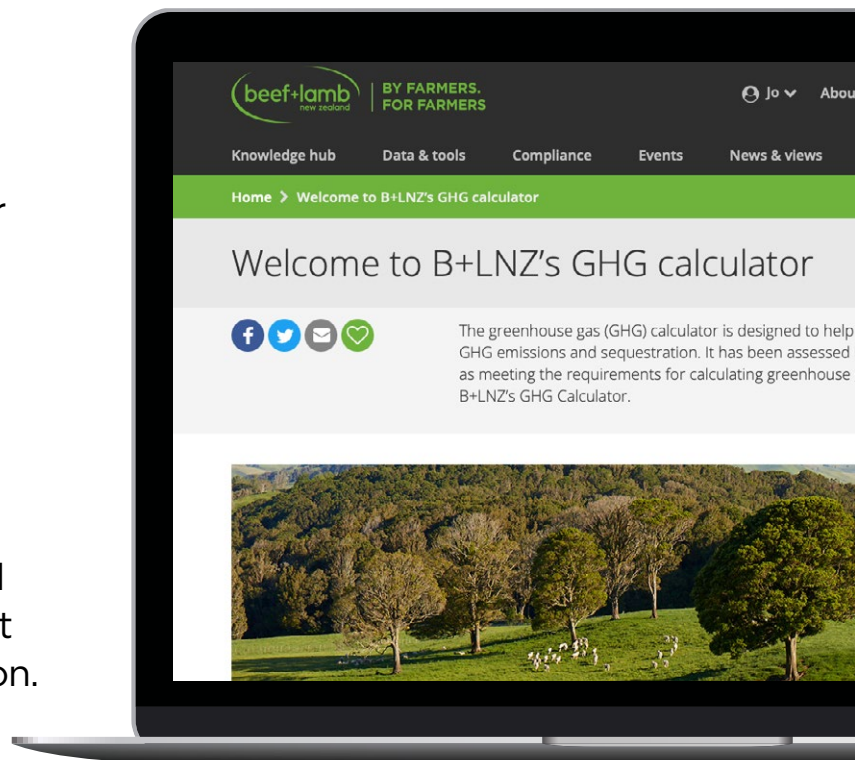 beef+lamb
new zealand
BY FARMERS.
FOR FARMERS
Jo
Knowledge hub Data & tools Compliance Events News & views
Home > Welcome to B+LNZ's GHG calculator
Welcome to B+LNZ's GHG calculator
The greenhouse gas (GHG) calculator is designed to help
GHG emissions and sequestration. It has been assessed
as meeting the requirements for calculating greenhouse
B+LNZ's GHG Calculator.